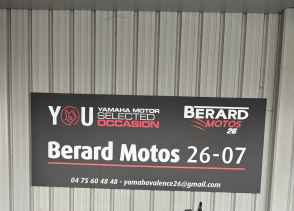 YOU YAMAHA MOTOR
SELECTED
OCCASION
BERARD
MOTOS
26
Berard Motos 26-07
04 75 60 48 48 - yamahavalence26@gmail.com